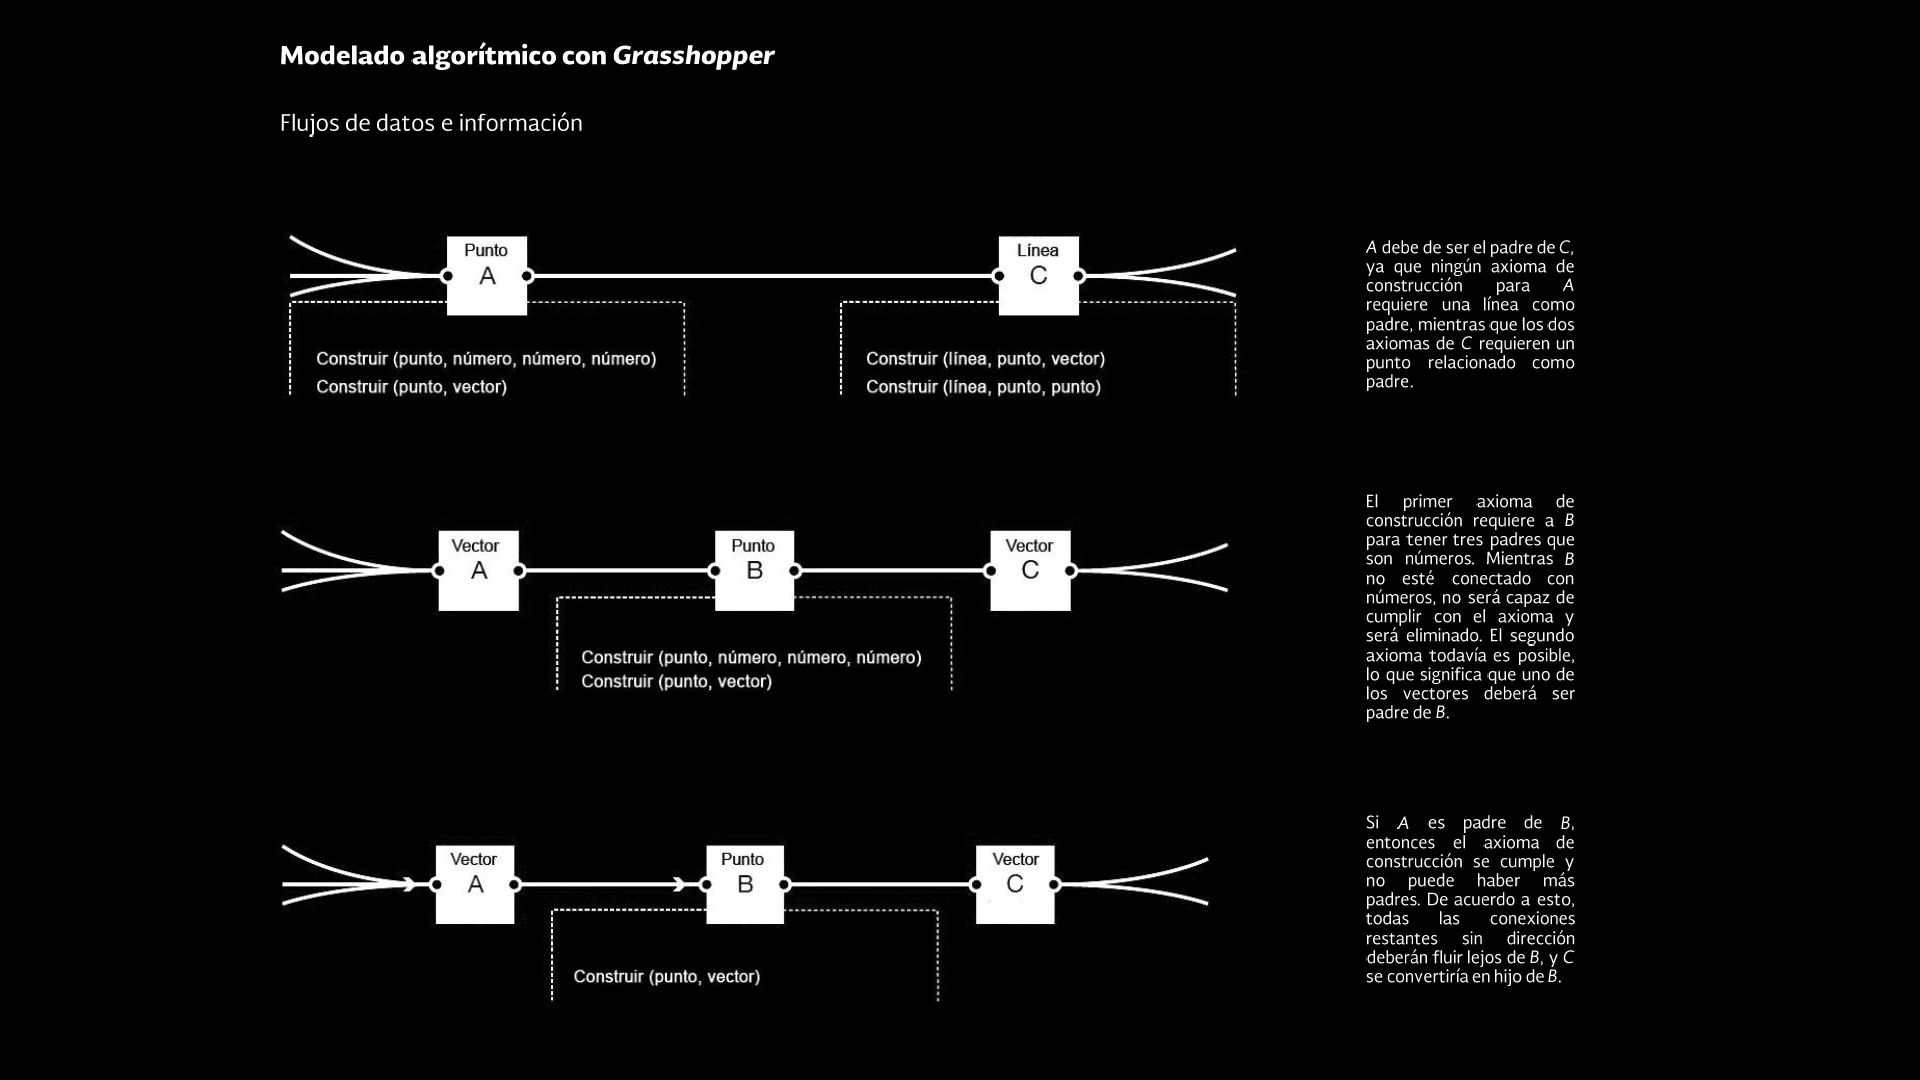 Modelado algorítmico con Grasshopper
Flujos de datos e información
Punto
A
Línea
C
Construir (punto, número, número, número)
Construir (punto, vector)
Construir (línea, punto, vector)
Construir (línea, punto, punto)
A debe de ser el padre de C,
ya que ningún axioma de
construcción para A
requiere una línea como
padre, mientras que los dos
axiomas de C requieren un
punto relacionado como
padre.
Vector
A
Punto
B
Vector
C
Construir (punto, número, número, número)
Construir (punto, vector)
El primer axioma de
construcción requiere a B
para tener tres padres que
son números. Mientras B
no esté conectado con
números, no será capaz de
cumplir con el axioma y
será eliminado. El segundo
axioma todavía es posible,
lo que significa que uno de
los vectores deberá ser
padre de B.
Vector
A
Punto
B
Vector
C
Construir (punto, vector)
Si A es padre de B,
entonces el axioma de
construcción se cumple y
no puede haber más
padres. De acuerdo a esto,
todas las conexiones
restantes sin dirección
deberán fluir lejos de B, y C
se convertiría en hijo de B.